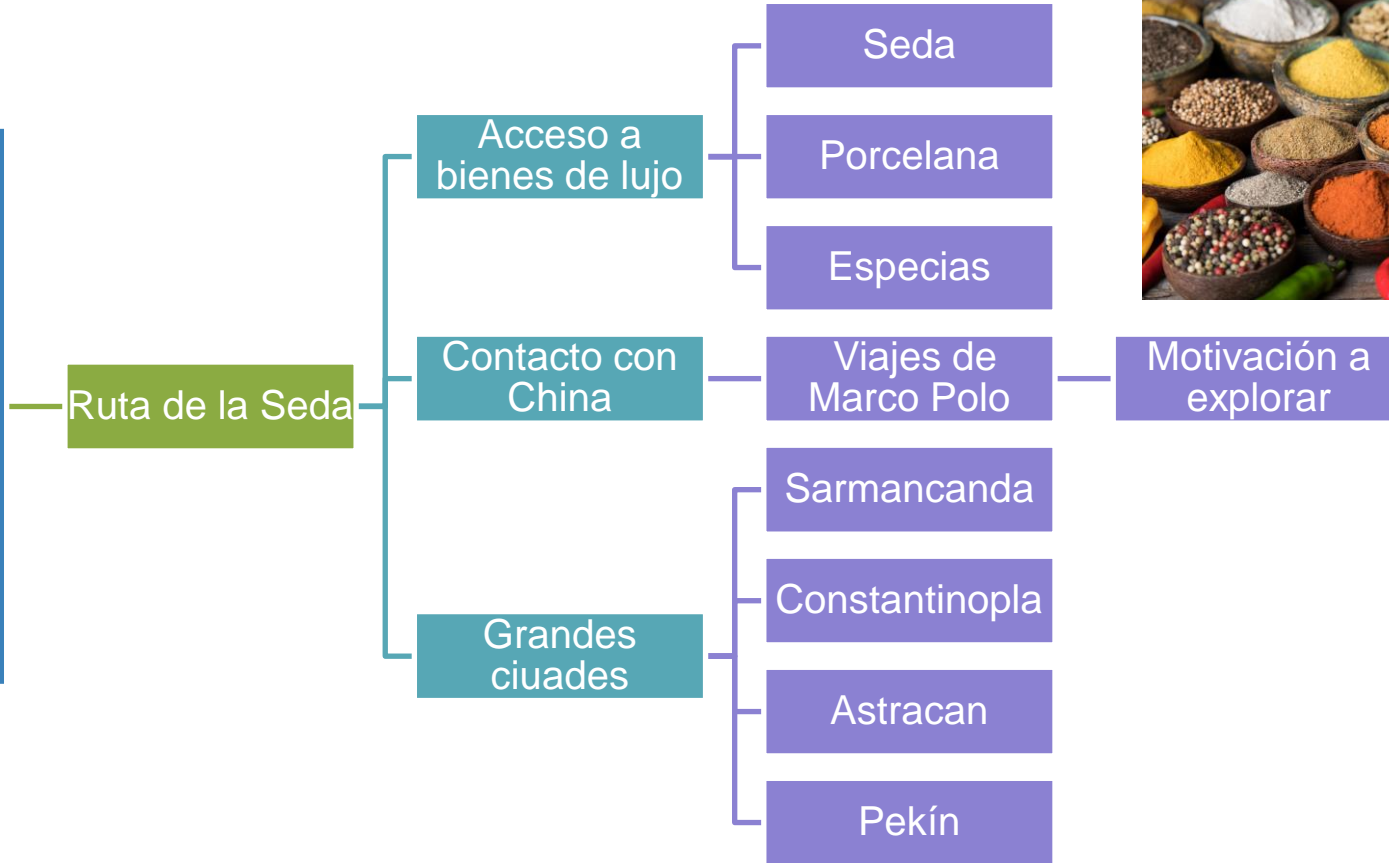 Ruta de la Seda
Acceso a
bienes de lujo
Seda
Porcelana
Especias
Contacto con
China
Viajes de
Marco Polo
Motivación a
explorar
Grandes
ciuades
Sarmancanda
Constantinopla
Astracan
Pekín